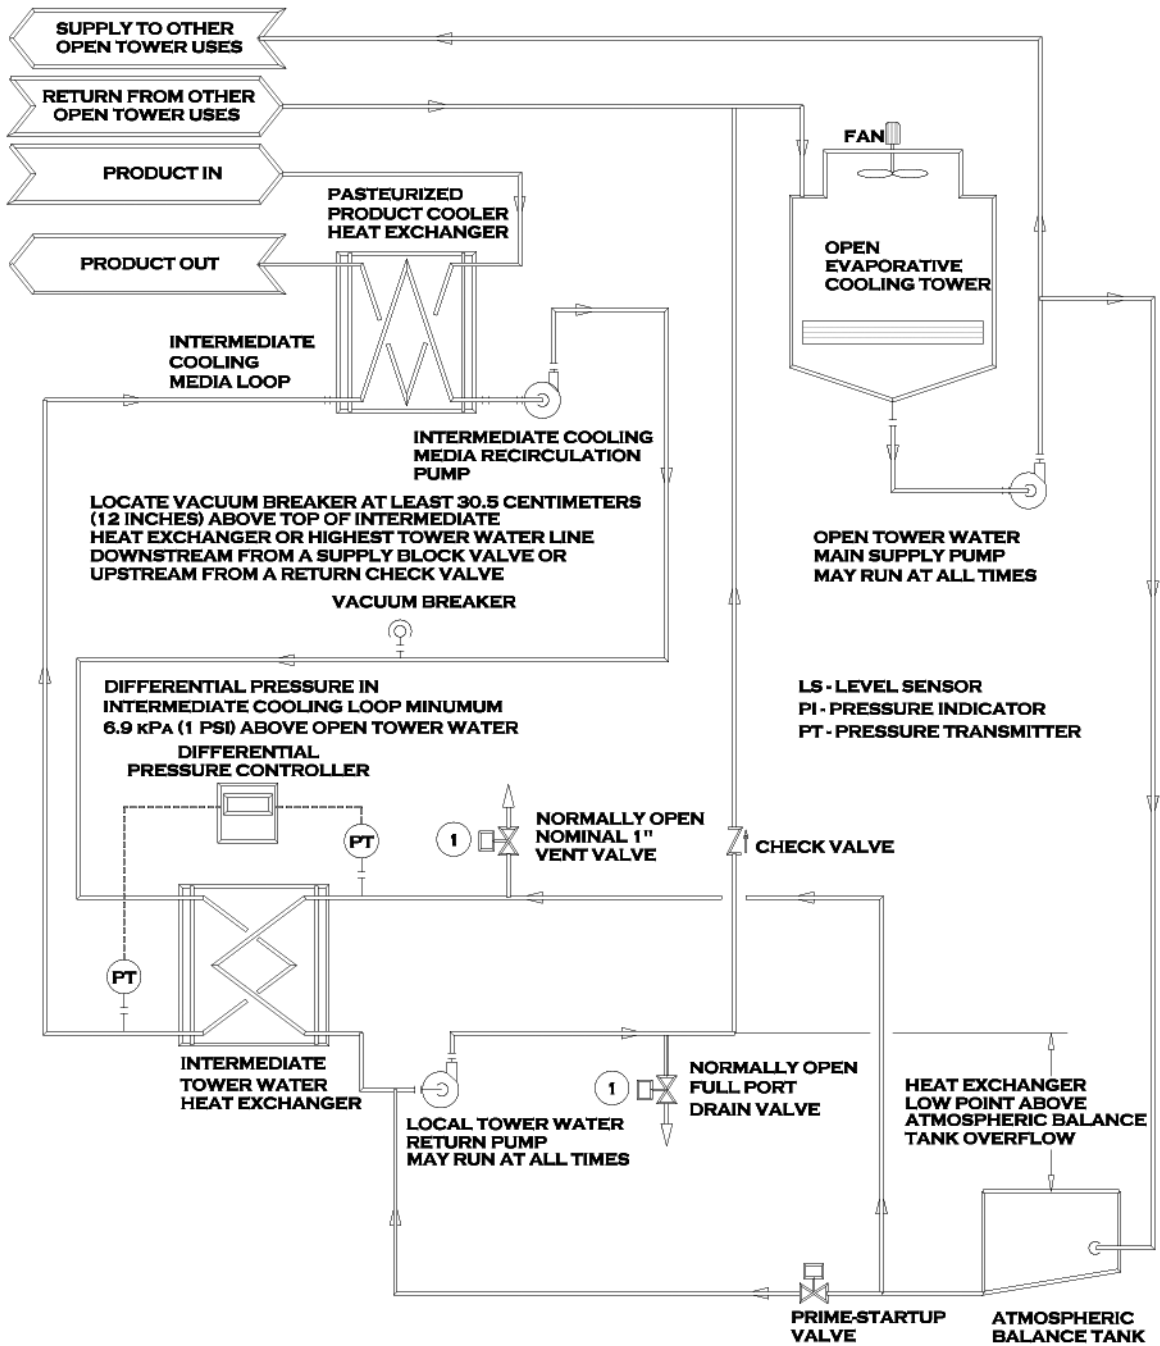 SUPPLY TO OTHER
OPEN TOWER USES
RETURN FROM OTHER
OPEN TOWER USES
PRODUCT IN
PRODUCT OUT
PASTEURIZED
PRODUCT COOLER
HEAT EXCHANGER
FAN
OPEN
EVAPORATIVE
COOLING TOWER
INTERMEDIATE
COOLING
MEDIA LOOP
INTERMEDIATE COOLING
MEDIA RECIRCULATION
PUMP
LOCATE VACUUM BREAKER AT LEAST 30.5 CENTIMETERS
(12 INCHES) ABOVE TOP OF INTERMEDIATE
HEAT EXCHANGER OR HIGHEST TOWER WATER LINE
DOWNSTREAM FROM A SUPPLY BLOCK VALVE OR
UPSTREAM FROM A RETURN CHECK VALVE
VACUUM BREAKER
OPEN TOWER WATER
MAIN SUPPLY PUMP
MAY RUN AT ALL TIMES
DIFFERENTIAL PRESSURE IN
INTERMEDIATE COOLING LOOP MINUMUM
6.9 KPA (1 PSI) ABOVE OPEN TOWER WATER
LS - LEVEL SENSOR
PI - PRESSURE INDICATOR
PT - PRESSURE TRANSMITTER
DIFFERENTIAL
PRESSURE CONTROLLER
PT
1
NORMALLY OPEN
NOMINAL 1"
VENT VALVE
CHECK VALVE
PT
INTERMEDIATE
TOWER WATER
HEAT EXCHANGER
LOCAL TOWER WATER
RETURN PUMP
MAY RUN AT ALL TIMES
1
NORMALLY OPEN
FULL PORT
DRAIN VALVE
HEAT EXCHANGER
LOW POINT ABOVE
ATMOSPHERIC BALANCE
TANK OVERFLOW
PRIME-STARTUP
VALVE
ATMOSPHERIC
BALANCE TANK